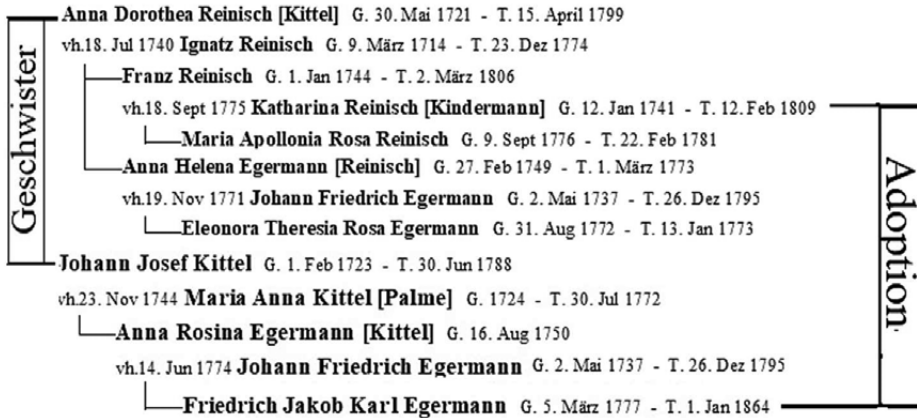 Geschwister
Anna Dorothea Reinisch [Kittel] G. 30. Mai 1721 - T. 15. April 1799
vh.18. Jul 1740 Ignatz Reinisch G. 9. März 1714 - T. 23. Dez 1774
Franz Reinisch G. 1. Jan 1744 - T. 2. März 1806
vh.18. Sept 1775 Katharina Reinisch [Kindermann] G. 12. Jan 1741 - T. 12. Feb 1809
Maria Apollonia Rosa Reinisch G. 9. Sept 1776 - T. 22. Feb 1781
Anna Helena Egermann [Reinisch] G. 27. Feb 1749 - T. 1. März 1773
vh.19. Nov 1771 Johann Friedrich Egermann G. 2. Mai 1737 - T. 26. Dez 1795
Eleonora Theresia Rosa Egermann G. 31. Aug 1772 - T. 13. Jan 1773
Johann Josef Kittel G. 1. Feb 1723 - T. 30. Jun 1788
vh.23. Nov 1744 Maria Anna Kittel [Palme] G. 1724 - T. 30. Jul 1772
Anna Rosina Egermann [Kittel] G. 16. Aug 1750
vh.14. Jun 1774 Johann Friedrich Egermann G. 2. Mai 1737 - T. 26. Dez 1795
Friedrich Jakob Karl Egermann G. 5. März 1777 - T. 1. Jan 1864
Adoption